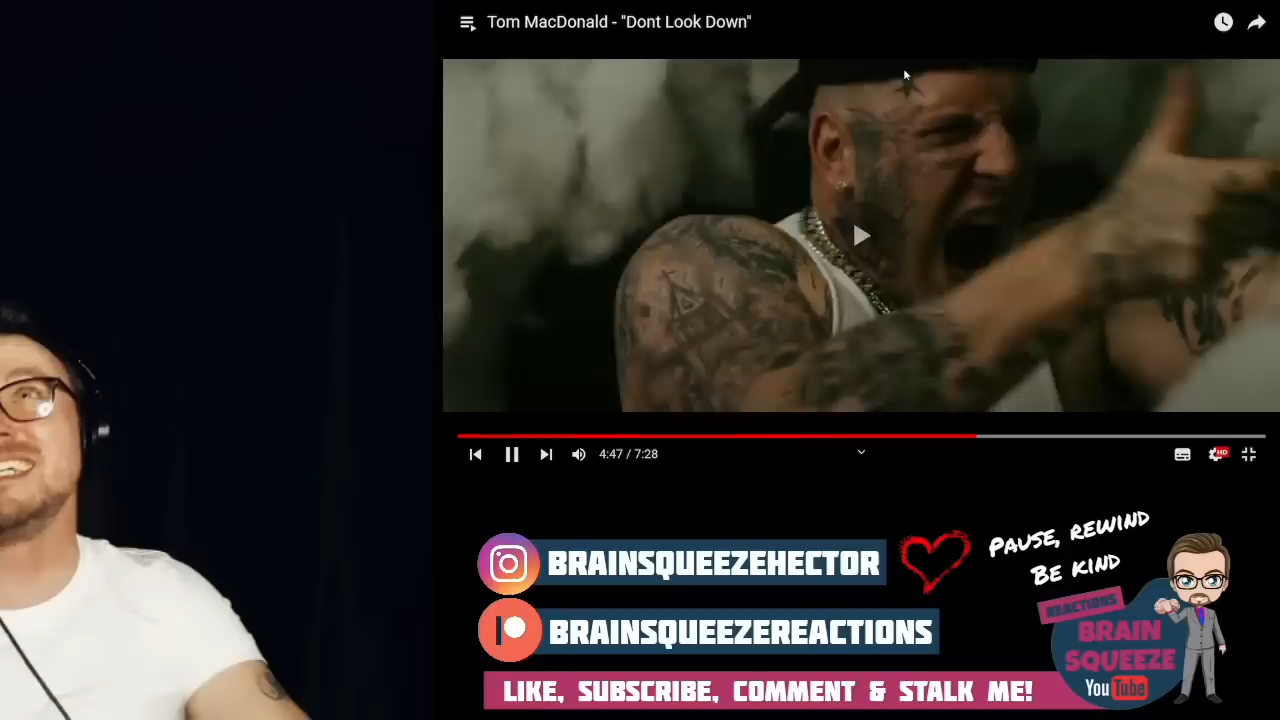 Tom MacDonald - "Dont Look Down"
4:47 / 7:28
HD
BRAINSQUEEZEHECTOR
PAUSE, REWIND
BE KIND
BRAINSQUEEZEREACTIONS
REACTIONS
BRAIN
SQUEEZE
YouTube
LIKE, SUBSCRIBE, COMMENT & STALK ME!